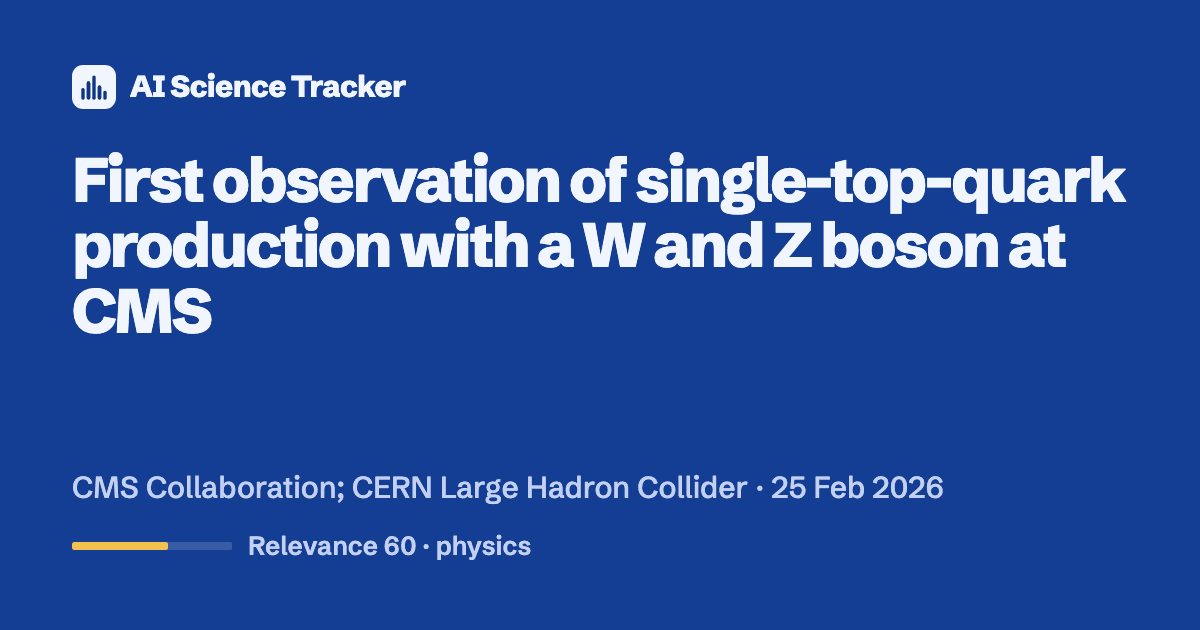 AI Science Tracker
First observation of single-top-quark
production with a W and Z boson at
CMS
CMS Collaboration; CERN Large Hadron Collider · 25 Feb 2026
Relevance 60 · physics